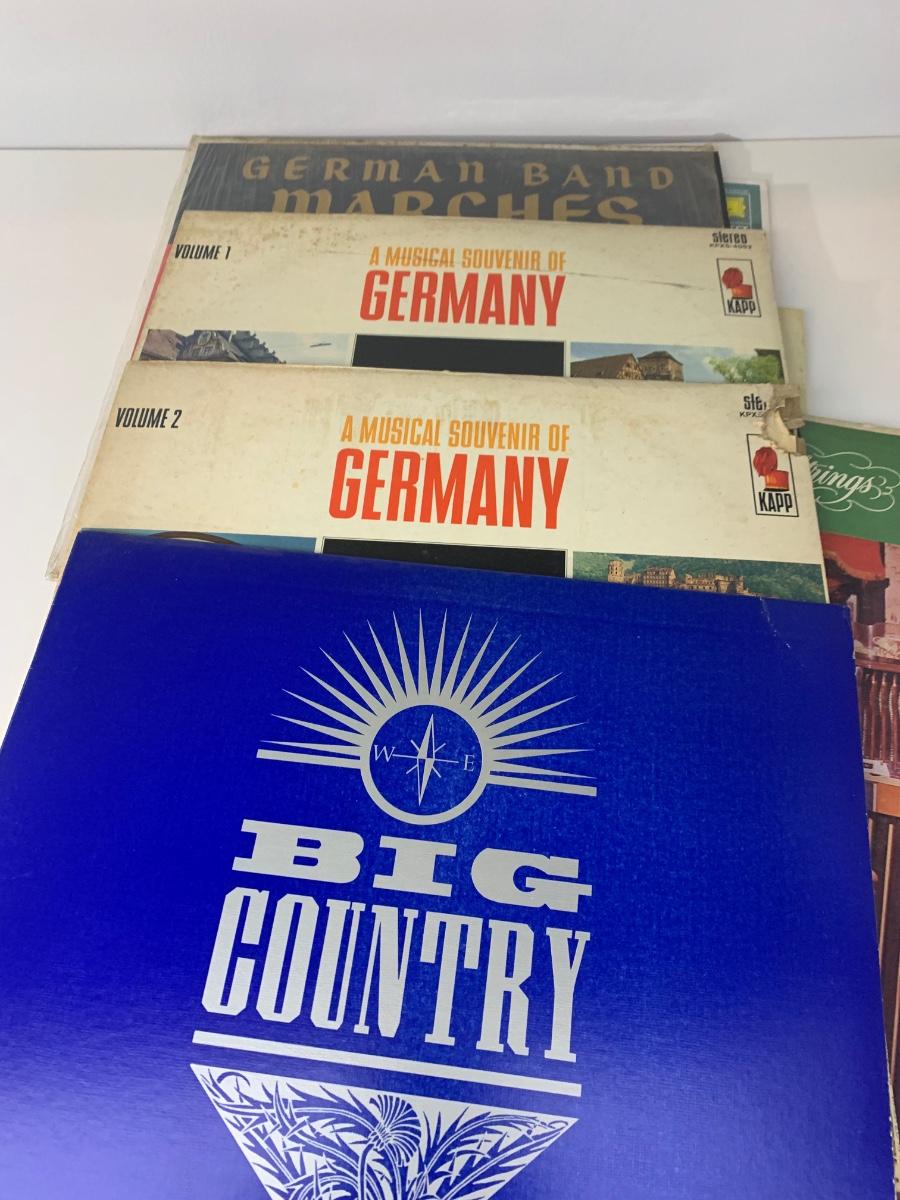 GERMAN BAND
MARCHES
VOLUME 1
A MUSICAL SOUVENIR OF
GERMANY
stereo
KAPP
VOLUME 2
A MUSICAL SOUVENIR OF
GERMANY
KAPP
W E
BIG
COUNTRY